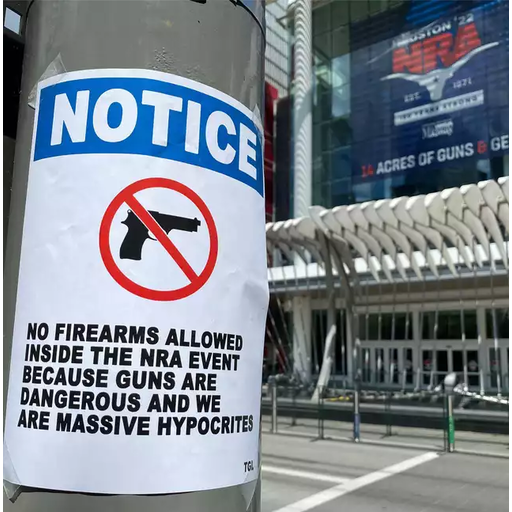 NOTICE
NO FIREARMS ALLOWED
INSIDE THE NRA EVENT
BECAUSE GUNS ARE
DANGEROUS AND WE
ARE MASSIVE HYPOCRITES
TGL
HOUSTON '22
NRA
EST. 1871
STRONG
14 ACRES OF GUNS & GE